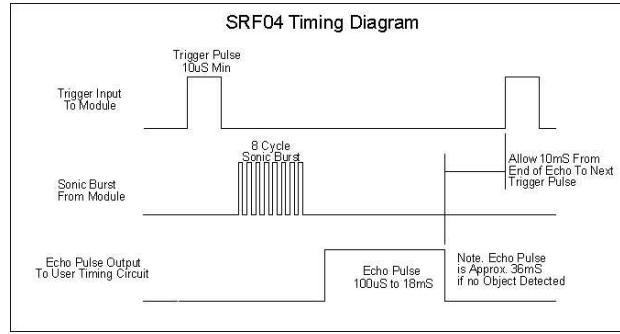 SRF04 Timing Diagram
Trigger Pulse
10uS Min
Trigger Input
To Module
8 Cycle
Sonic Burst
Allow 10mS From
End of Echo To Next
Trigger Pulse
Sonic Burst
From Module
Echo Pulse Output
To User Timing Circuit
Echo Pulse
100uS to 18mS
Note. Echo Pulse
is Approx. 36mS
if no Object Detected